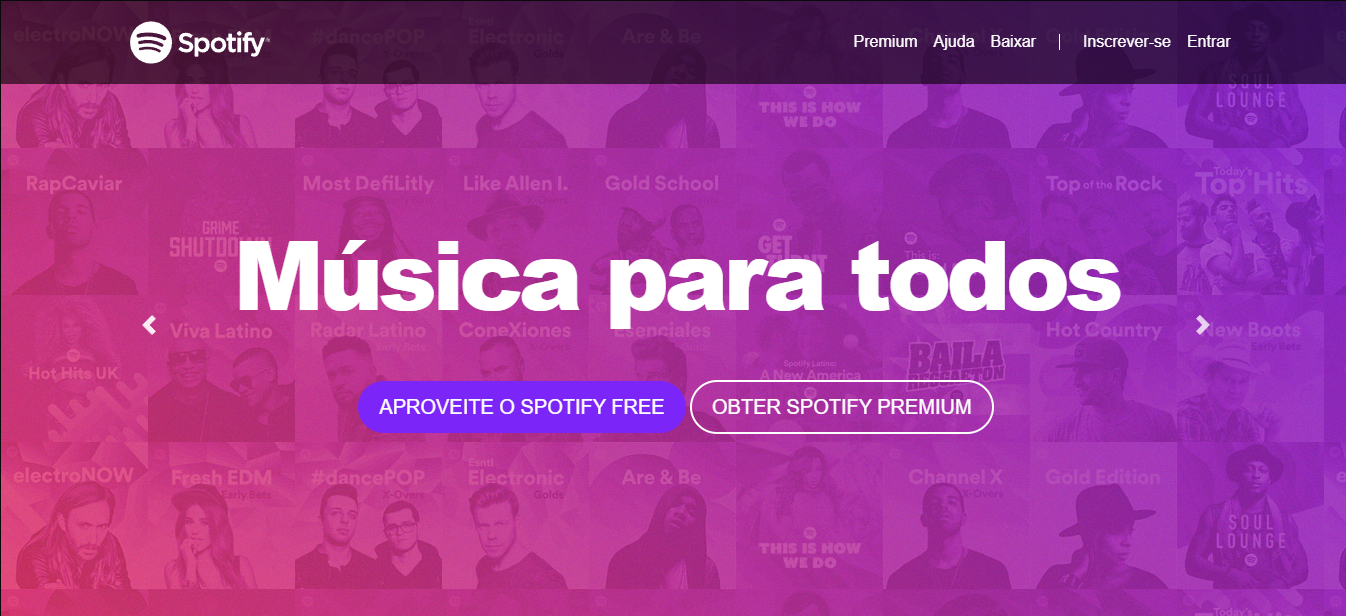 electroNOW
#dancePOP
Esntl
Electronic
Golds
Are & Be
Spotify
Premium Ajuda Baixar | Inscrever-se Entrar
THIS IS HOW
WE DO
SOUL
LOUNGE
RapCaviar
Most DefiLitly
Like Allen I.
X-Overs
Gold School
Top of the Rock
Today's
Top Hits
GRIME
SHUTDOWN
GET
TURNT
This is:
Música para todos
Viva Latino
Radar Latino
Early Bets
ConeXiones
Esenciales
Hot Country
New Boots
Early Bets
Hot Hits UK
Spotify Latino:
A New America
BAILA
REGGAETON
APROVEITE O SPOTIFY FREE
OBTER SPOTIFY PREMIUM
electroNOW
Fresh EDM
Early Bets
#dancePOP
X-Overs
Esntl
Electronic
Golds
Are & Be
Channel X
X-Overs
Gold Edition
THIS IS HOW
WE DO
SOUL
LOUNGE
Today's